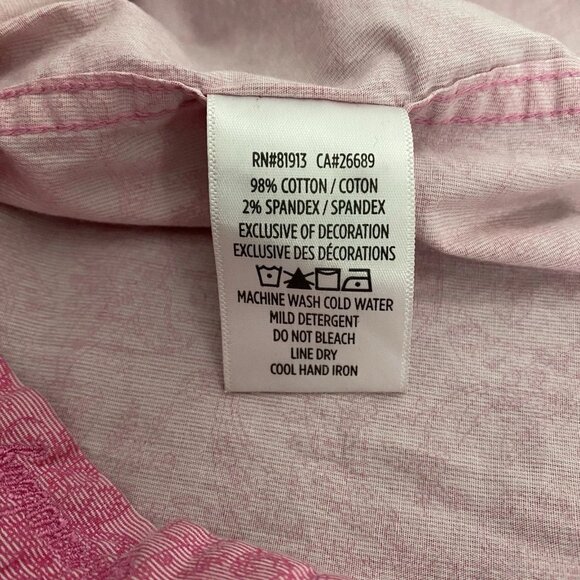 RN#81913 CA#26689
98% COTTON / COTON
2% SPANDEX / SPANDEX
EXCLUSIVE OF DECORATION
EXCLUSIVE DES DÉCORATIONS
MACHINE WASH COLD WATER
MILD DETERGENT
DO NOT BLEACH
LINE DRY
COOL HAND IRON